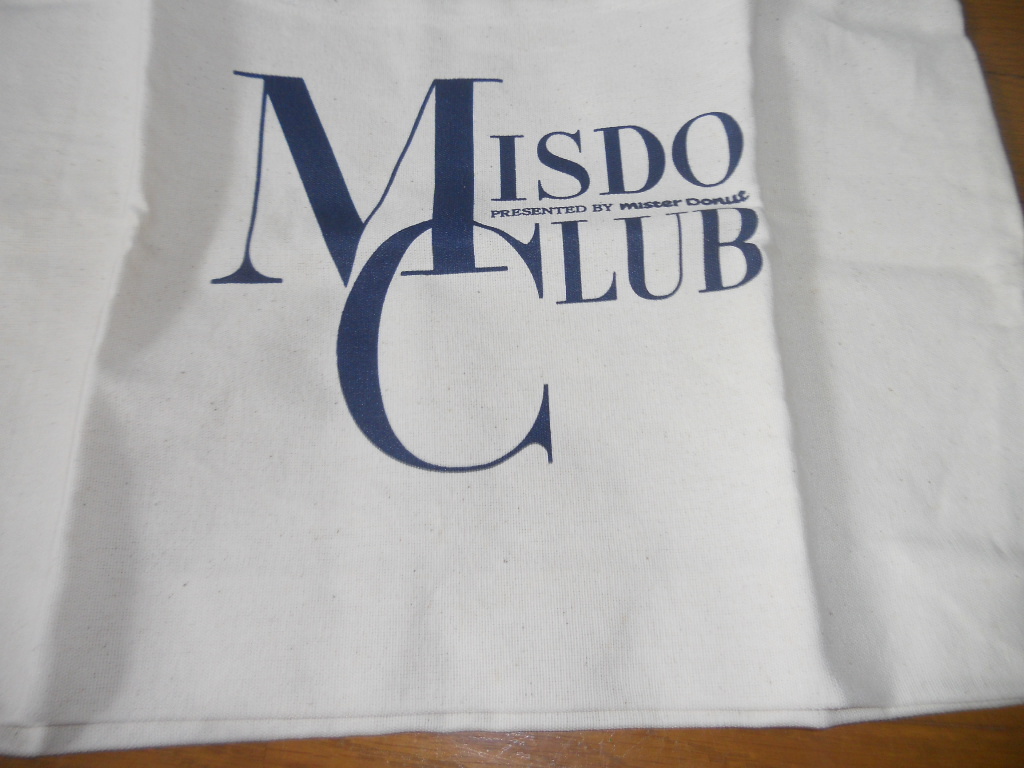 MISDO
PRESENTED BY mister Donut
CLUB